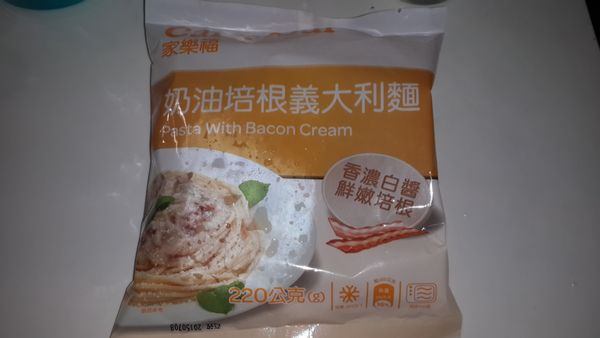 家樂福
奶油培根義大利麵
Pasta With Bacon Cream
香濃白醬
鮮嫩培根
220公克(g)
20150703